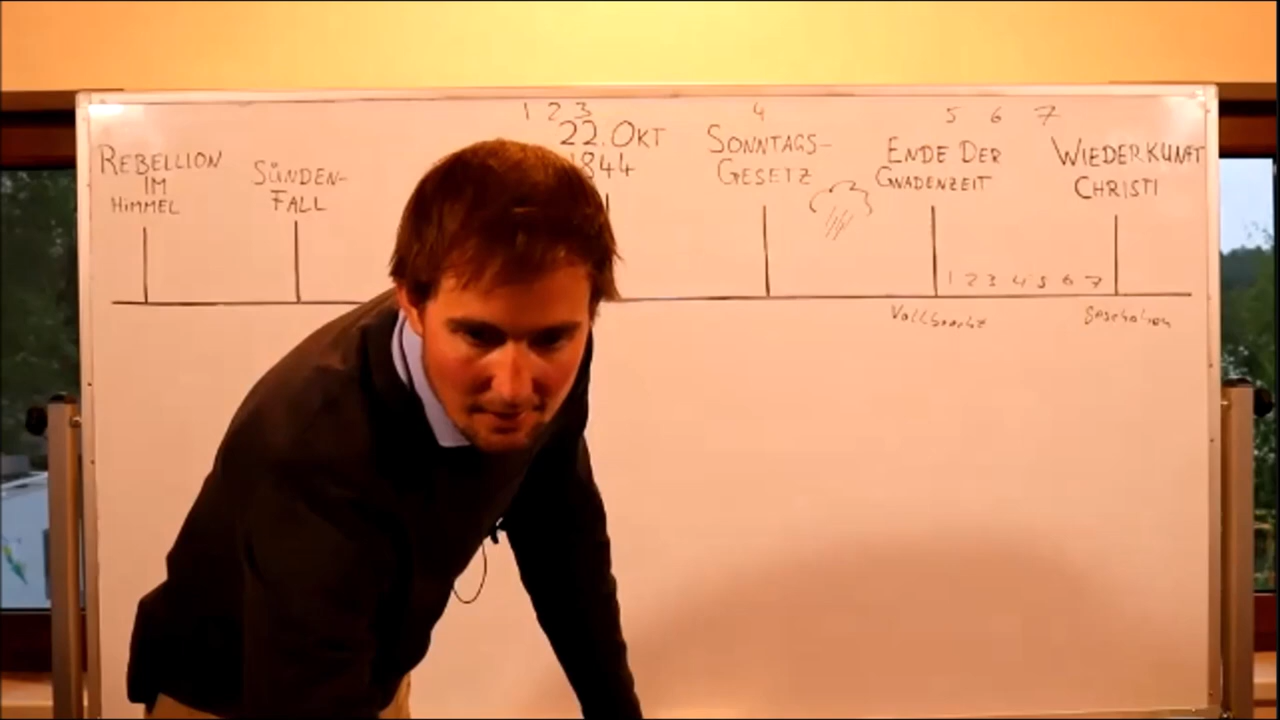 1 2 3
4
5 6 7
REBELLION
IM
HIMMEL
SÜNDEN-
FALL
22. OKT
1844
SONNTAGS-
GESETZ
ENDE DER
GNADENZEIT
WIEDERKUNFT
CHRISTI
1 2 3 4 5 6 7
Vollbracht
Geschehen